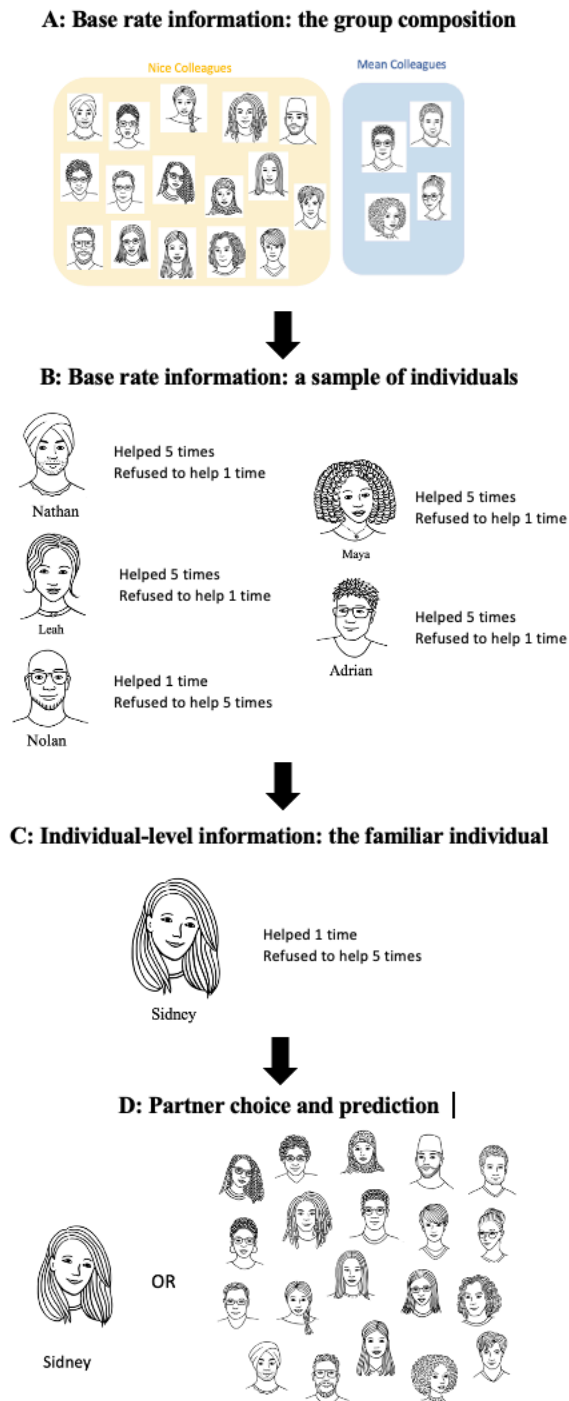 A: Base rate information: the group composition
Nice Colleagues
Mean Colleagues
B: Base rate information: a sample of individuals
Helped 5 times
Refused to help 1 time
Nathan
Helped 5 times
Refused to help 1 time
Maya
Helped 5 times
Refused to help 1 time
Leah
Helped 5 times
Refused to help 1 time
Adrian
Helped 1 time
Refused to help 5 times
Nolan
C: Individual-level information: the familiar individual
Helped 1 time
Refused to help 5 times
Sidney
D: Partner choice and prediction
OR
Sidney